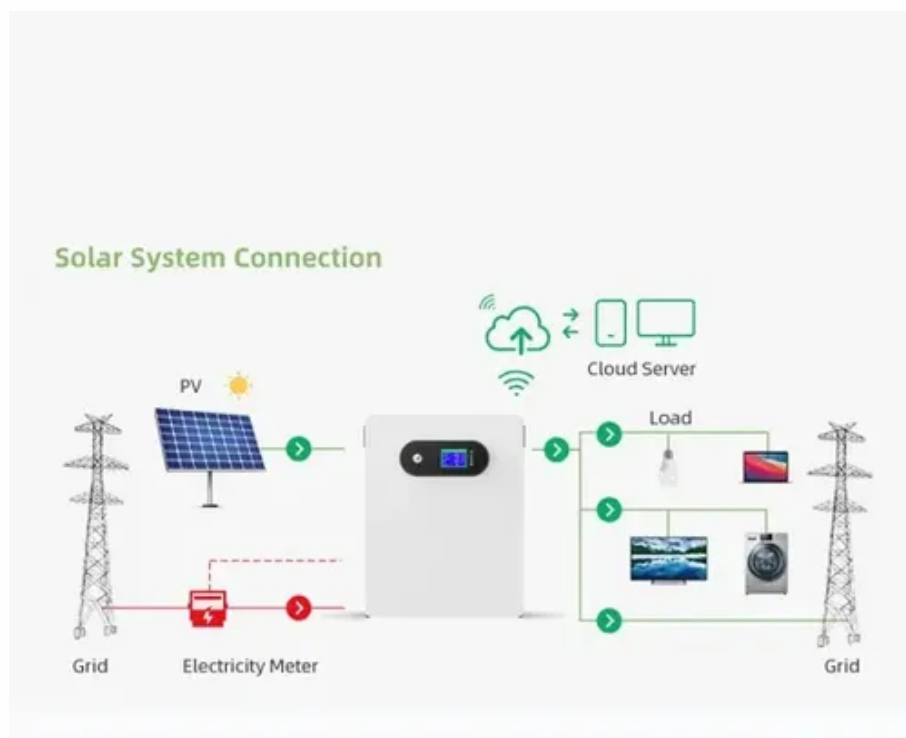 Solar System Connection
Cloud Server
PV
Load
Grid
Electricity Meter
Grid